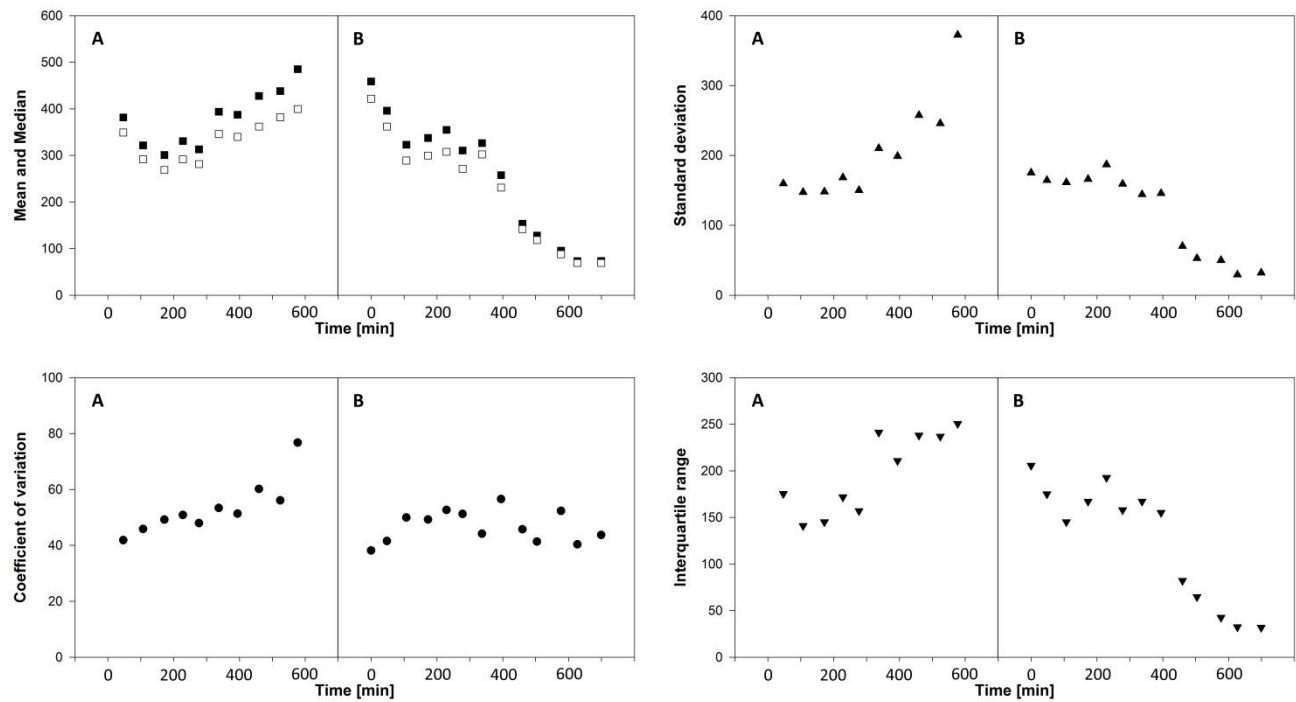 600
500
400
300
200
100
0
Mean and Median
A
B
0 200 400 600 0 200 400 600
Time [min]
400
300
200
100
0
Standard deviation
A
B
0 200 400 600 0 200 400 600
Time [min]
100
80
60
40
20
0
Coefficient of variation
A
B
0 200 400 600 0 200 400 600
Time [min]
300
250
200
150
100
50
0
Interquartile range
A
B
0 200 400 600 0 200 400 600
Time [min]